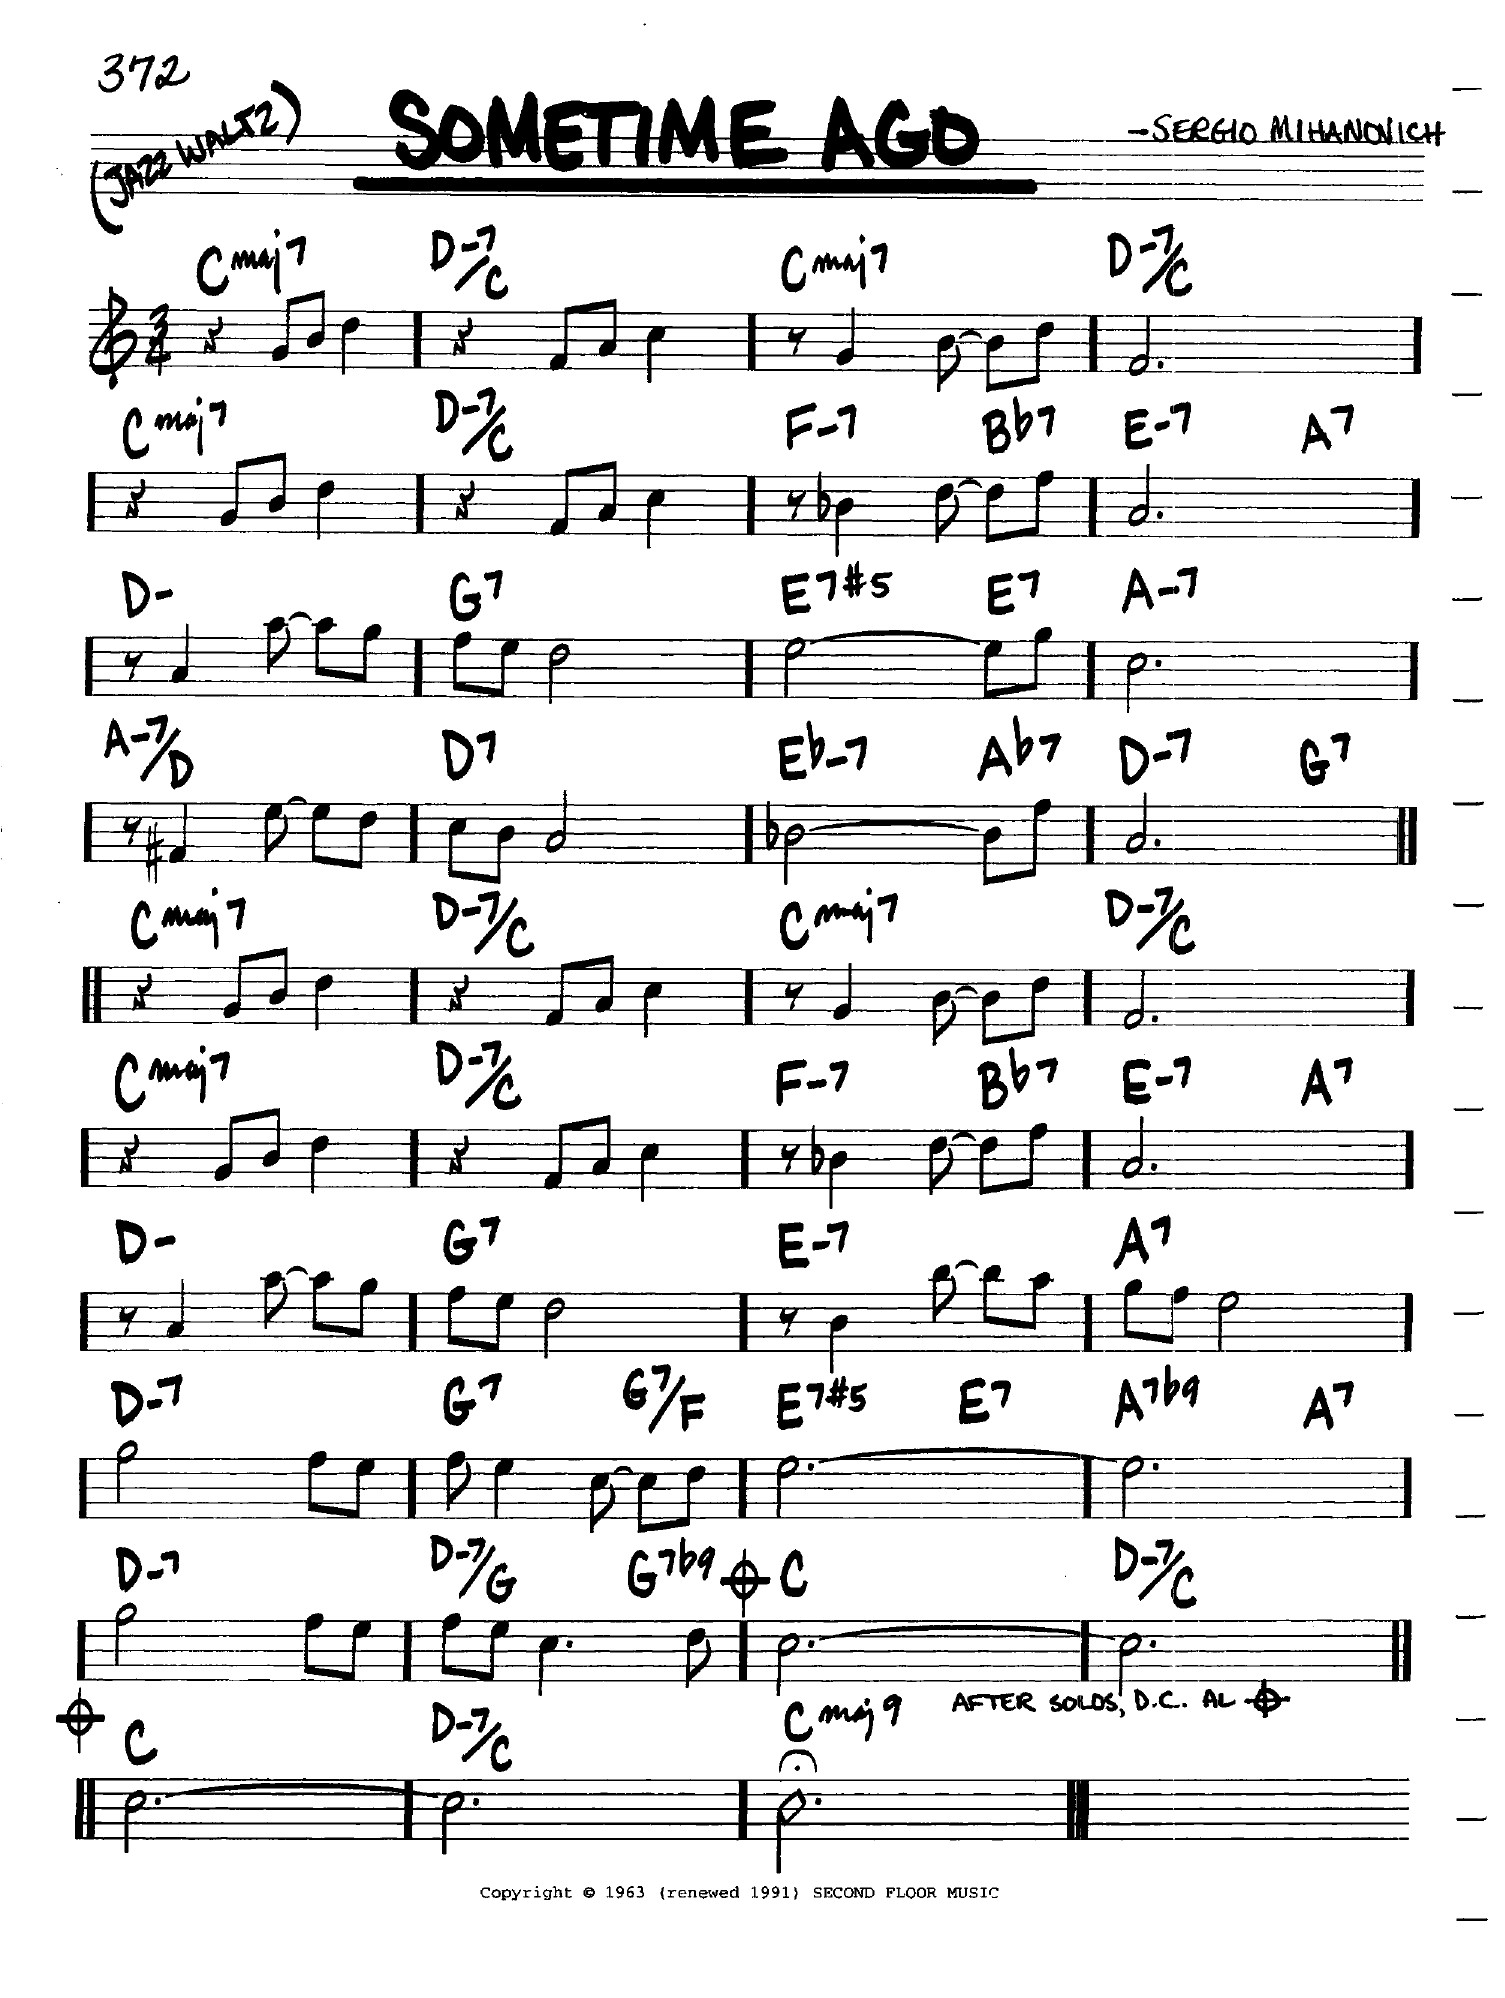 372
(JAZZ WALTZ)
SOMETIME AGO
-SERGIO MIHANOVICH
Cmaj7 D-7/C Cmaj7 D-7/C
3/4
Cmaj7 D-7/C F-7 Bb7 E-7 A7
D- G7 E7#5 E7 A-7
A-7/D D7 Eb-7 Ab7 D-7 G7
Cmaj7 D-7/C Cmaj7 D-7/C
Cmaj7 D-7/C F-7 Bb7 E-7 A7
D- G7 E-7 A7
D-7 G7 G7/F E7#5 E7 A7b9 A7
D-7 D-7/G G7b9 C D-7/C
AFTER SOLOS, D.C. AL
C D-7/C Cmaj9
Copyright © 1963 (renewed 1991) SECOND FLOOR MUSIC